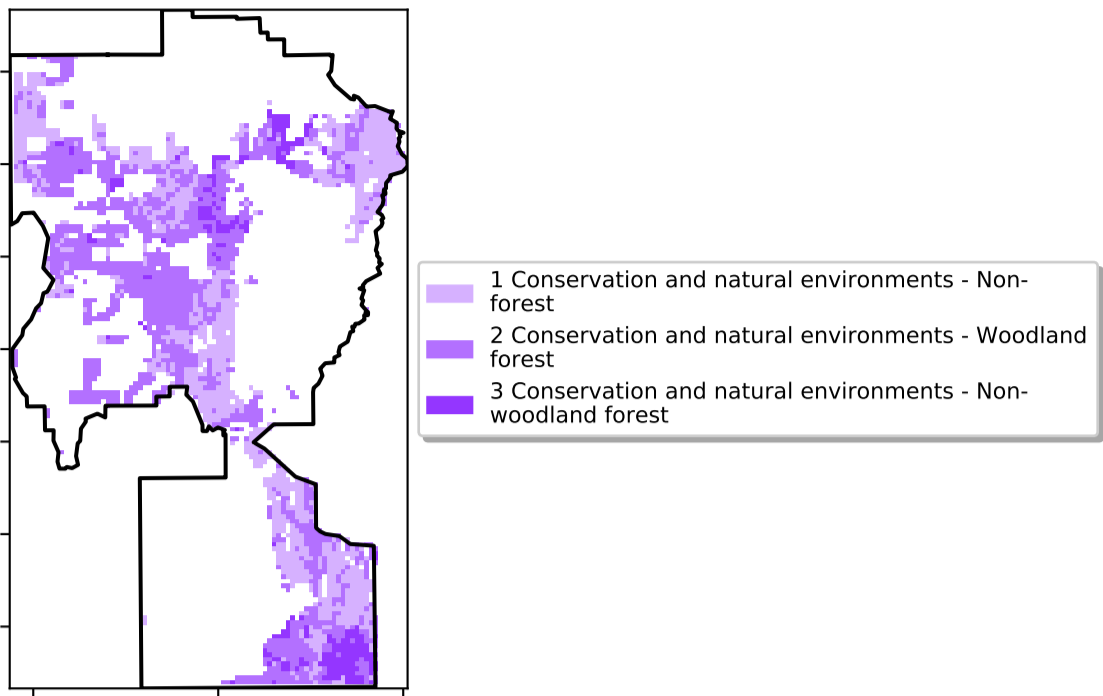 1 Conservation and natural environments - Non-
forest
2 Conservation and natural environments - Woodland
forest
3 Conservation and natural environments - Non-
woodland forest